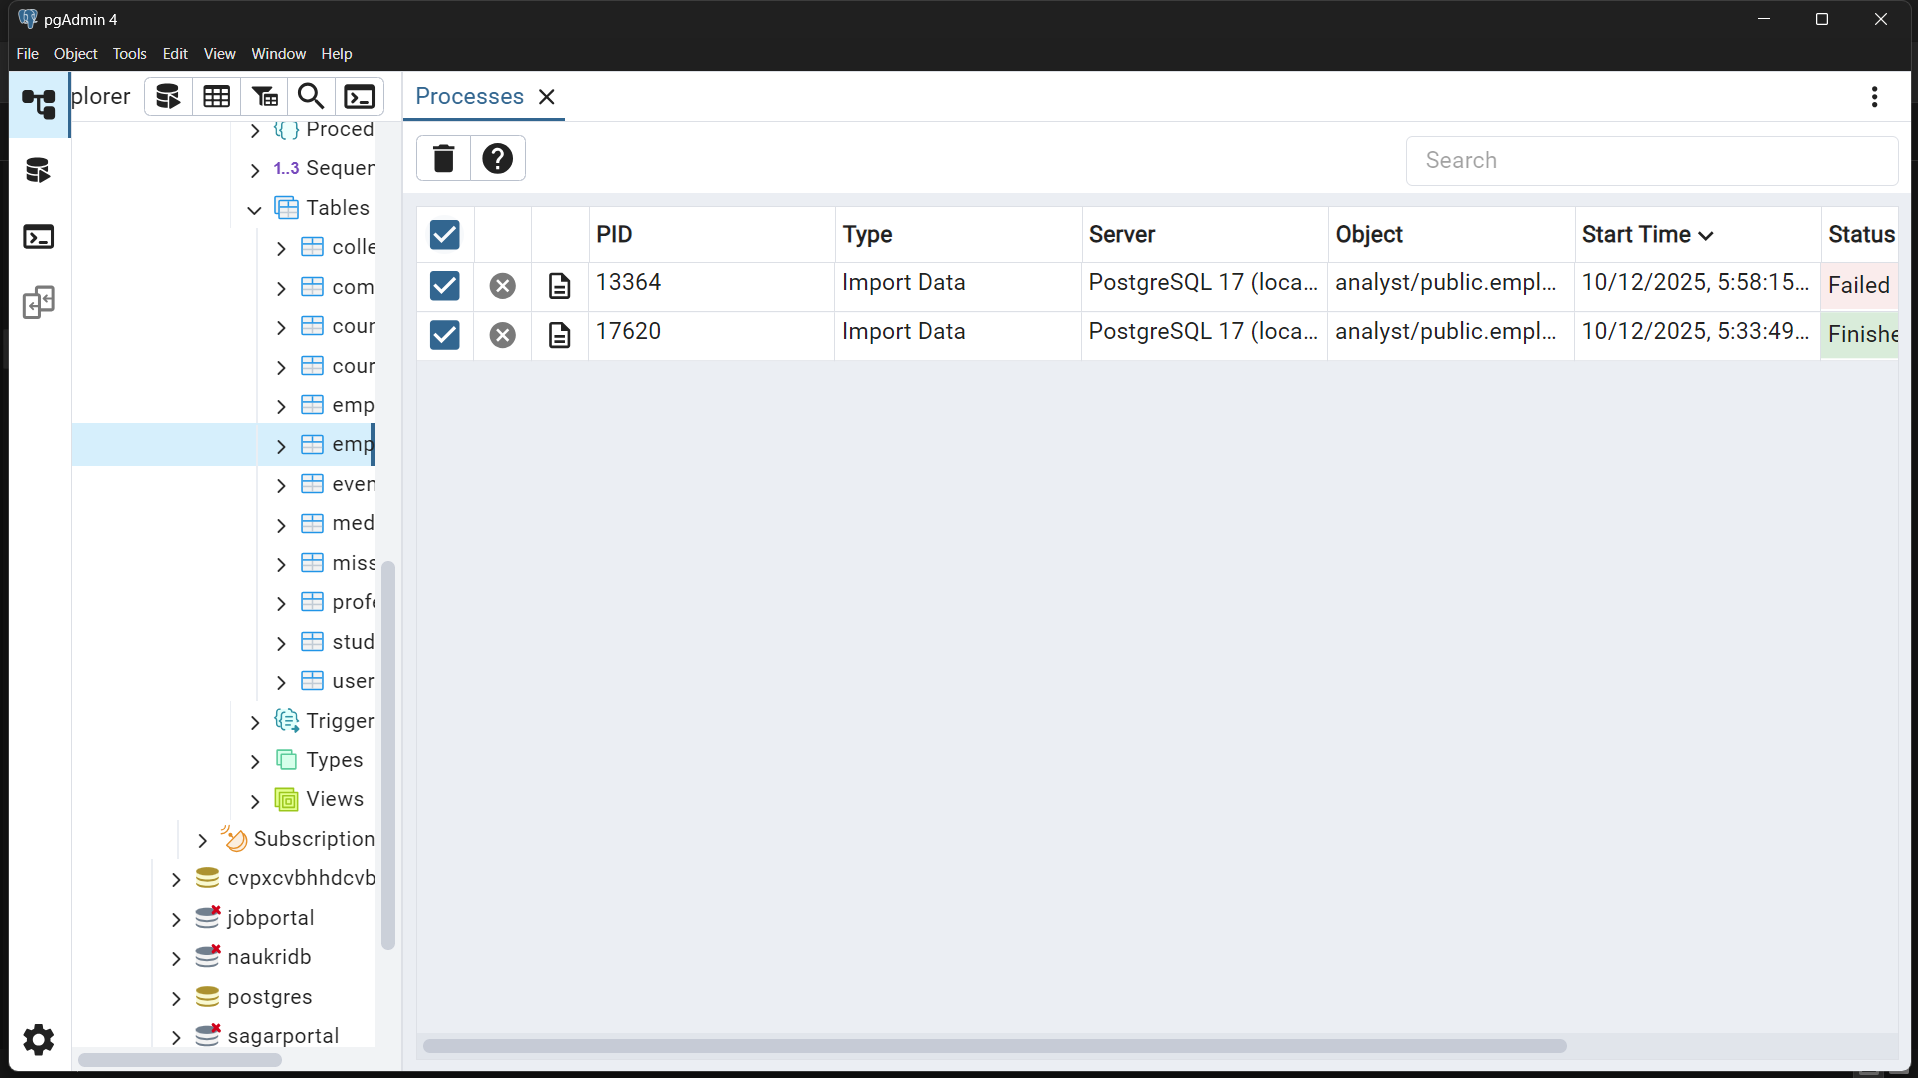 pgAdmin 4
File Object Tools Edit View Window Help
plorer
Proced
1..3 Sequen
Tables
colle
com
cour
cour
emp
emp
even
med
miss
profe
stud
user
Trigger
Types
Views
Subscription
cvpxcvbhhdcvb
jobportal
naukridb
postgres
sagarportal
Processes
Search
PID Type Server Object Start Time Status
13364 Import Data PostgreSQL 17 (loca... analyst/public.empl... 10/12/2025, 5:58:15... Failed
17620 Import Data PostgreSQL 17 (loca... analyst/public.empl... 10/12/2025, 5:33:49... Finishe